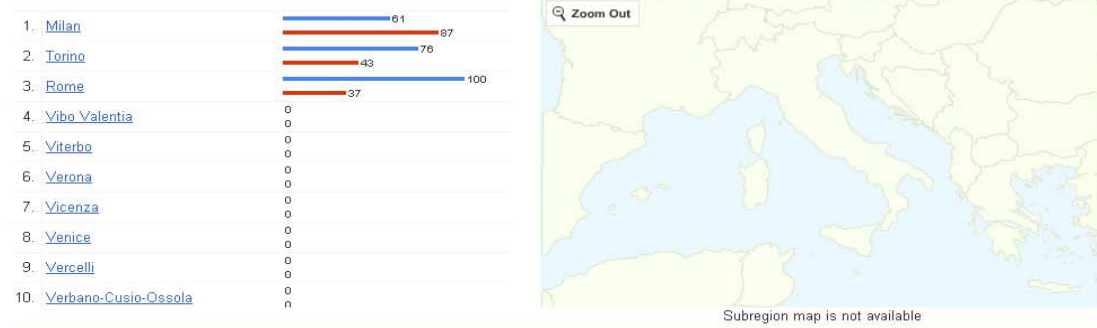 1. Milan 61
87
2. Torino 76
43
3. Rome 100
37
4. Vibo Valentia 0
0
5. Viterbo 0
0
6. Verona 0
0
7. Vicenza 0
0
8. Venice 0
0
9. Vercelli 0
0
10. Verbano-Cusio-Ossola 0
0
Zoom Out
Subregion map is not available